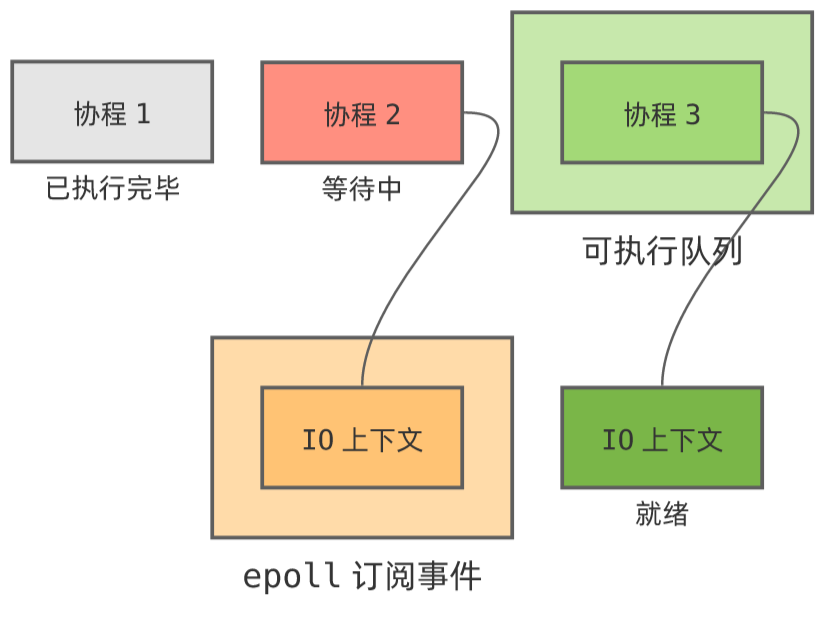 协程 1
已执行完毕
协程 2
等待中
协程 3
可执行队列
IO 上下文
epoll 订阅事件
IO 上下文
就绪